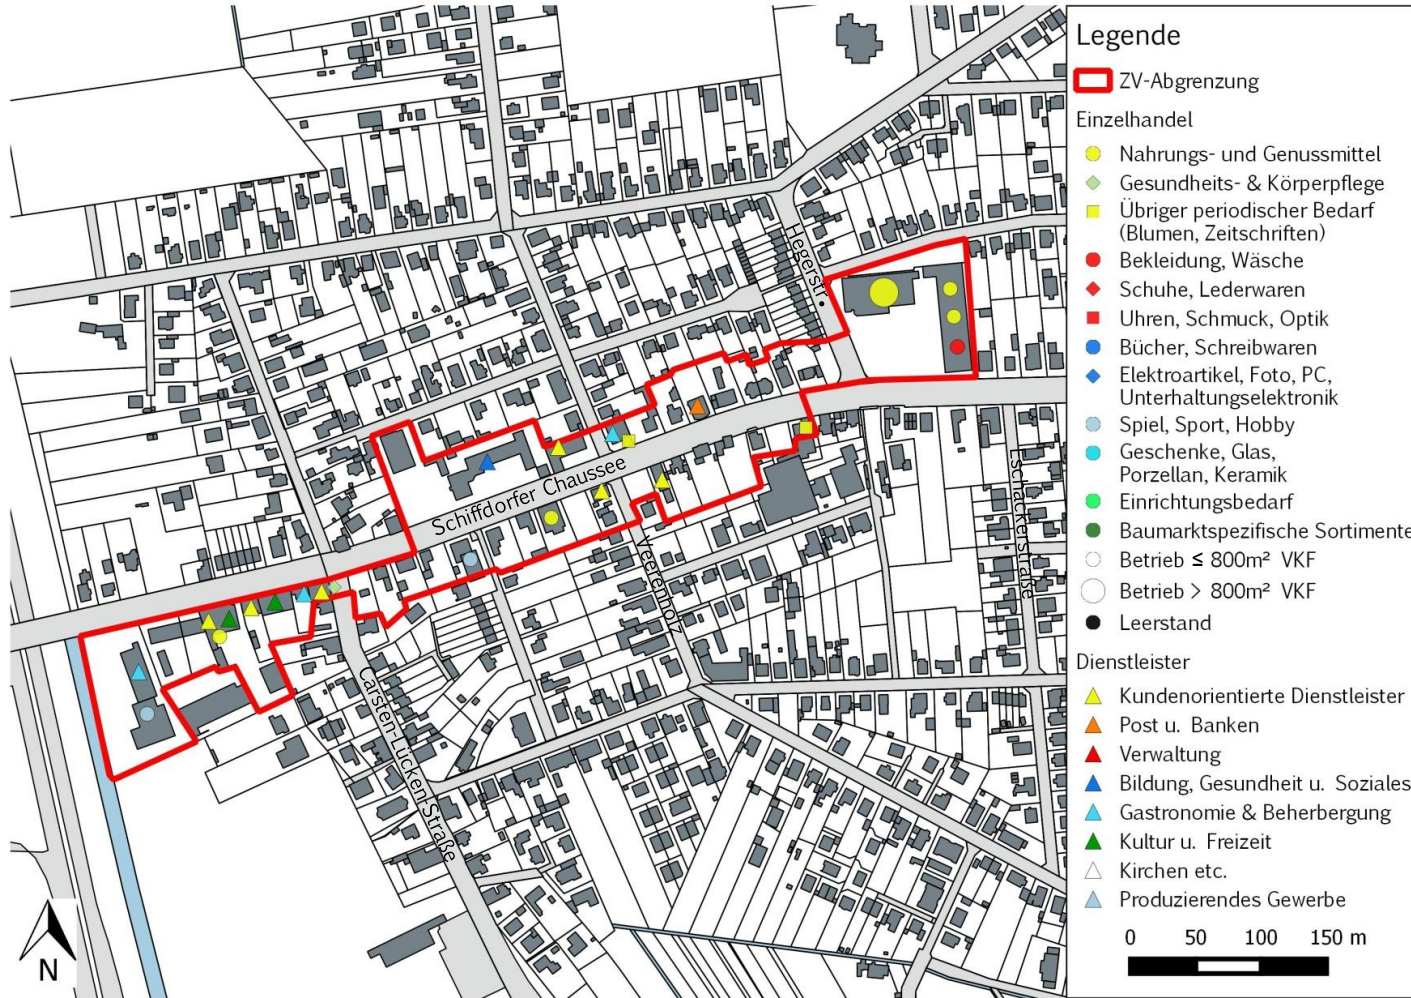 Legende
ZV-Abgrenzung
Einzelhandel
Nahrungs- und Genussmittel
Gesundheits- & Körperpflege
Übriger periodischer Bedarf
(Blumen, Zeitschriften)
Bekleidung, Wäsche
Schuhe, Lederwaren
Uhren, Schmuck, Optik
Bücher, Schreibwaren
Elektroartikel, Foto, PC,
Unterhaltungselektronik
Spiel, Sport, Hobby
Geschenke, Glas,
Porzellan, Keramik
Einrichtungsbedarf
Baumarktspezifische Sortimente
Betrieb ≤ 800m² VKF
Betrieb > 800m² VKF
Leerstand
Dienstleister
Kundenorientierte Dienstleister
Post u. Banken
Verwaltung
Bildung, Gesundheit u. Soziales
Gastronomie & Beherbergung
Kultur u. Freizeit
Kirchen etc.
Produzierendes Gewerbe
0 50 100 150 m
Hegerstr.
Schiffdorfer Chaussee
Veerenholz
Eschackerstraße
Carsten-Lücken-Straße
N